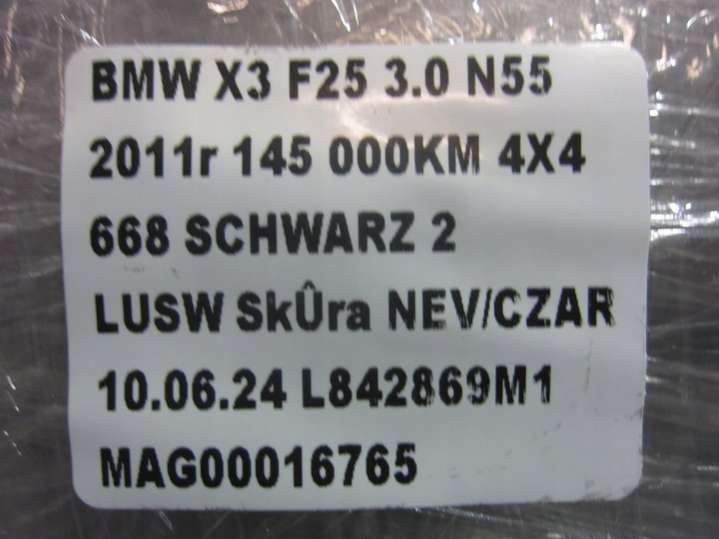 BMW X3 F25 3.0 N55
2011r 145 000KM 4X4
668 SCHWARZ 2
LUSW SkÛra NEV/CZAR
10.06.24 L842869M1
MAG00016765